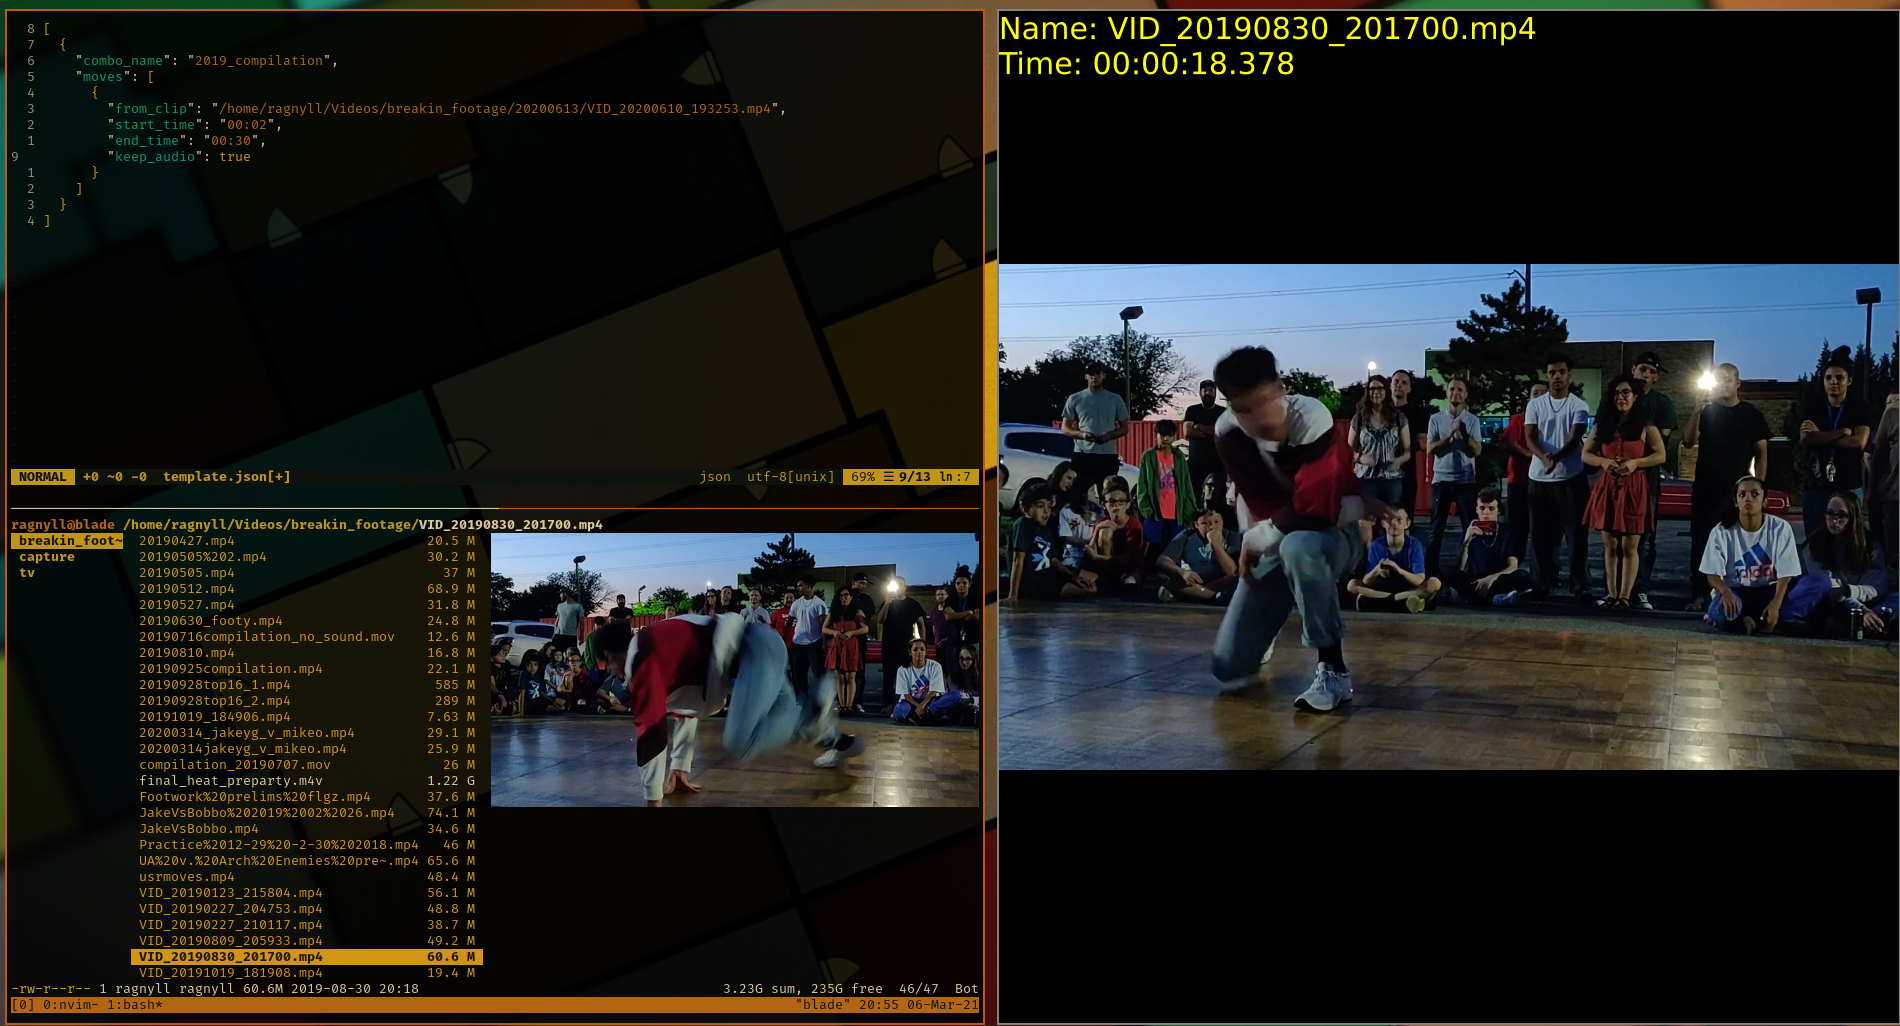 8 [
7 {
6 "combo_name": "2019_compilation",
5 "moves": [
4 {
3 "from_clip": "/home/ragnyll/Videos/breakin_footage/20200613/VID_20200610_193253.mp4",
2 "start_time": "00:02",
1 "end_time": "00:30",
9 "keep_audio": true
1 }
2 ]
3 }
4 ]
NORMAL +0 ~0 -0 template.json[+] json utf-8[unix] 69% ☰ 9/13 ln:7
ragnyll@blade /home/ragnyll/Videos/breakin_footage/VID_20190830_201700.mp4
breakin_foot~ 20190427.mp4 20.5 M
capture 20190505%202.mp4 30.2 M
tv 20190505.mp4 37 M
20190512.mp4 68.9 M
20190527.mp4 31.8 M
20190630_footy.mp4 24.8 M
20190716compilation_no_sound.mov 12.6 M
20190810.mp4 16.8 M
20190925compilation.mp4 22.1 M
20190928top16_1.mp4 585 M
20190928top16_2.mp4 289 M
20191019_184906.mp4 7.63 M
20200314_jakeyg_v_mikeo.mp4 29.1 M
20200314jakeyg_v_mikeo.mp4 25.9 M
compilation_20190707.mov 26 M
final_heat_preparty.m4v 1.22 G
Footwork%20prelims%20flgz.mp4 37.6 M
JakeVsBobbo%202019%2002%2026.mp4 74.1 M
JakeVsBobbo.mp4 34.6 M
Practice%2012-29%20-2-30%202018.mp4 46 M
UA%20v.%20Arch%20Enemies%20pre~.mp4 65.6 M
usrmoves.mp4 48.4 M
VID_20190123_215804.mp4 56.1 M
VID_20190227_204753.mp4 48.8 M
VID_20190227_210117.mp4 38.7 M
VID_20190809_205933.mp4 49.2 M
VID_20190830_201700.mp4 60.6 M
VID_20191019_181908.mp4 19.4 M
-rw-r--r-- 1 ragnyll ragnyll 60.6M 2019-08-30 20:18 3.23G sum, 235G free 46/47 Bot
[0] 0:nvim- 1:bash* "blade" 20:55 06-Mar-21
Name: VID_20190830_201700.mp4
Time: 00:00:18.378
adidas